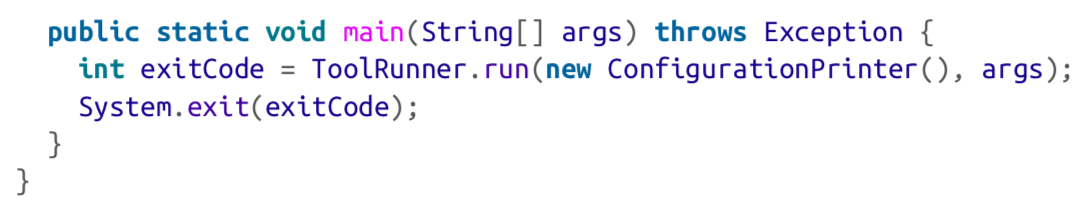 public static void main(String[] args) throws Exception {
int exitCode = ToolRunner.run(new ConfigurationPrinter(), args);
System.exit(exitCode);
}
}